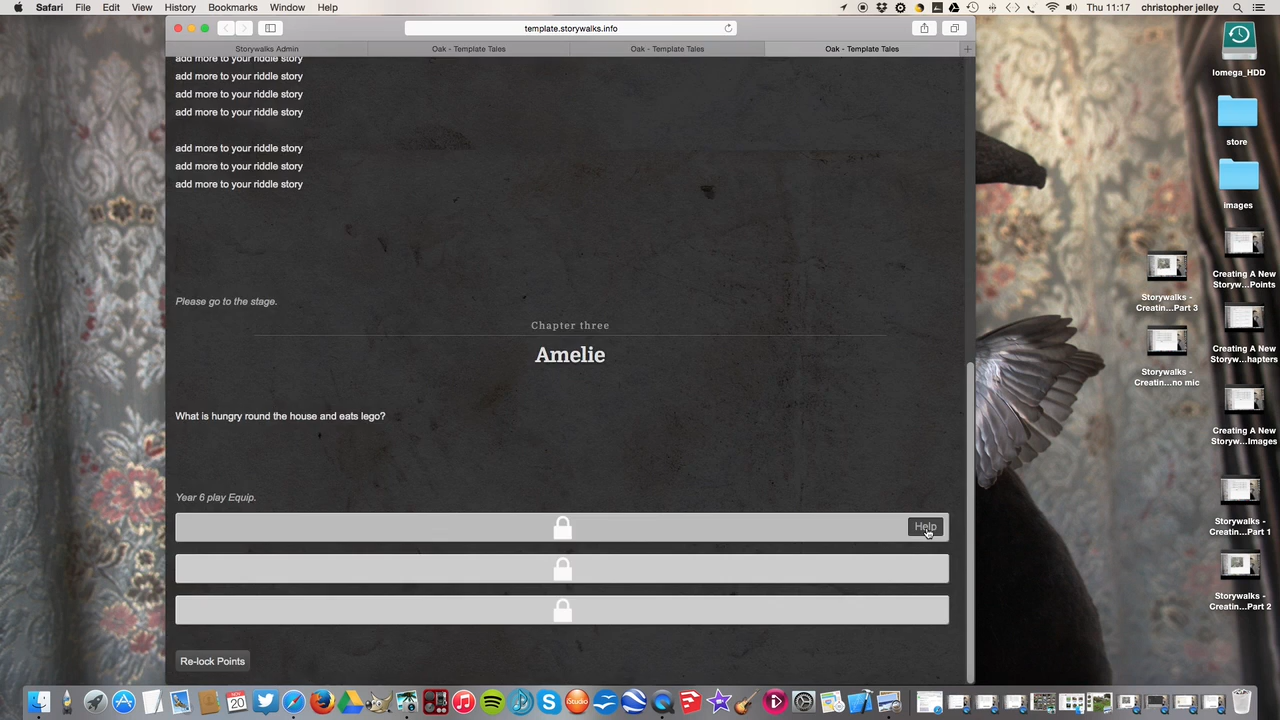 Safari File Edit View History Bookmarks Window Help
Thu 11:17 christopher jelley
template.storywalks.info
Storywalks Admin
Oak - Template Tales
Oak - Template Tales
Oak - Template Tales
add more to your riddle story
add more to your riddle story
add more to your riddle story
add more to your riddle story
add more to your riddle story
add more to your riddle story
add more to your riddle story
Please go to the stage.
Chapter three
Amelie
What is hungry round the house and eats lego?
Year 6 play Equip.
Help
Re-lock Points
Iomega_HDD
store
images
Creating A New
Storyw...Points
Storywalks -
Creatin...Part 3
Creating A New
Storyw...hapters
Storywalks -
Creatin...no mic
Creating A New
Storyw...Images
Storywalks -
Creatin...Part 1
Storywalks -
Creatin...Part 2
NOV
20
iStudio